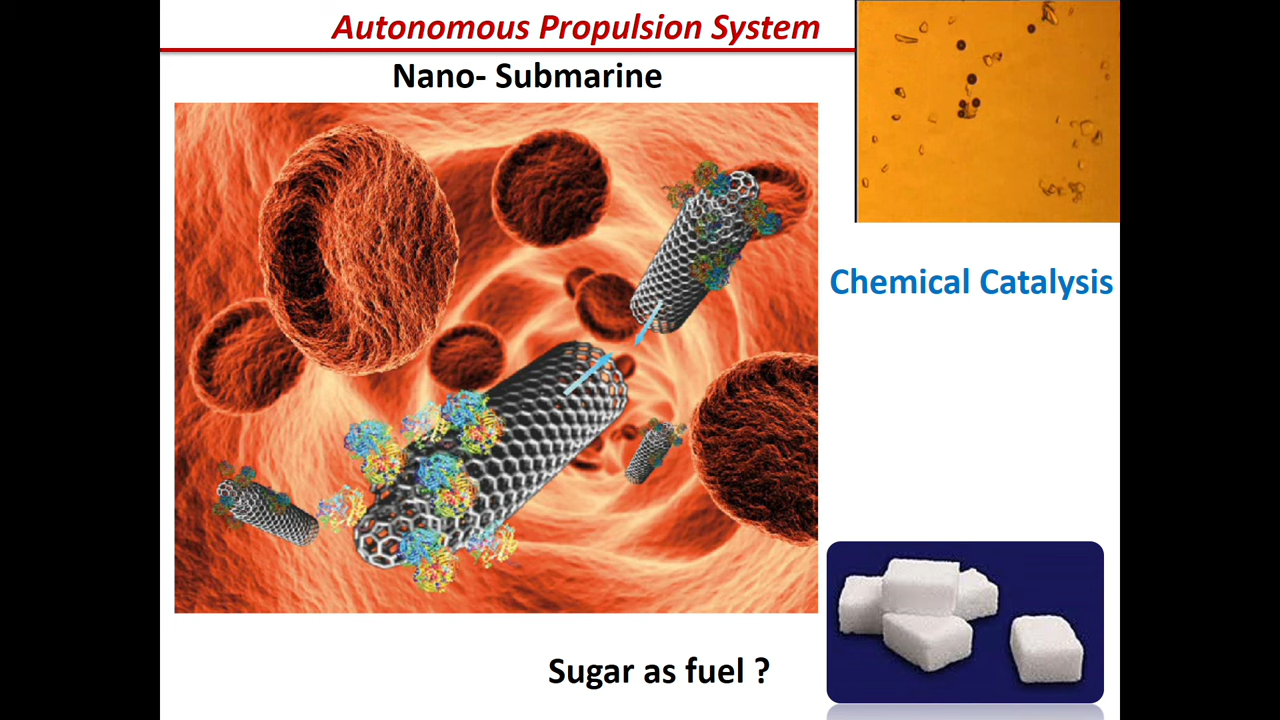 Autonomous Propulsion System
Nano- Submarine
Chemical Catalysis
Sugar as fuel ?